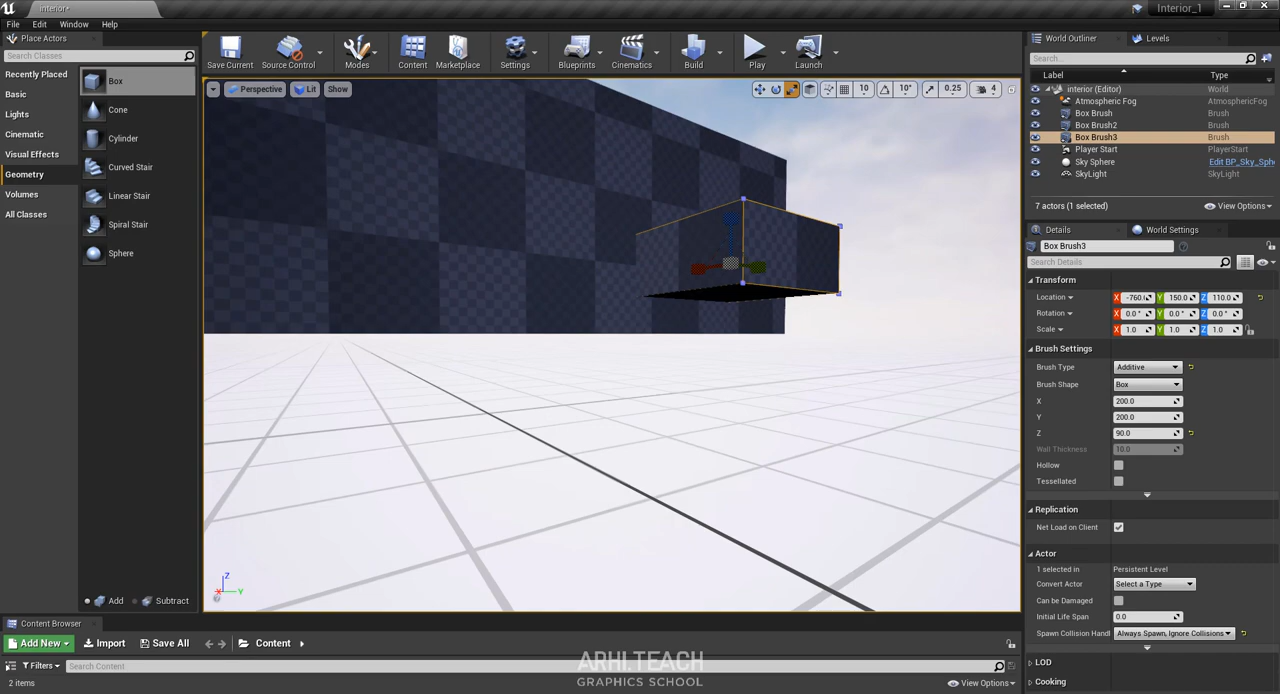 interior*
Interior_1
File Edit Window Help
Place Actors
Search Classes
Recently Placed
Basic
Lights
Cinematic
Visual Effects
Geometry
Volumes
All Classes
Box
Cone
Cylinder
Curved Stair
Linear Stair
Spiral Stair
Sphere
Add Subtract
Save Current Source Control Modes Content Marketplace Settings Blueprints Cinematics Build Play Launch
Perspective Lit Show
10 10° 0.25 4
Z
X Y
World Outliner Levels
Search...
Label Type
interior (Editor) World
Atmospheric Fog AtmosphericFog
Box Brush Brush
Box Brush2 Brush
Box Brush3 Brush
Player Start PlayerStart
Sky Sphere Edit BP_Sky_Sph
SkyLight SkyLight
7 actors (1 selected) View Options
Details World Settings
Box Brush3
Search Details
Transform
Location X -760. Y 150.0 Z 110.0
Rotation X 0.0 ° Y 0.0 ° Z 0.0 °
Scale X 1.0 Y 1.0 Z 1.0
Brush Settings
Brush Type Additive
Brush Shape Box
X 200.0
Y 200.0
Z 90.0
Wall Thickness 10.0
Hollow
Tessellated
Replication
Net Load on Client
Actor
1 selected in Persistent Level
Convert Actor Select a Type
Can be Damaged
Initial Life Span 0.0
Spawn Collision Handl Always Spawn, Ignore Collisions
LOD
Cooking
Content Browser
Add New Import Save All Content
Filters Search Content
2 items View Options
ARHI.TEACH
GRAPHICS SCHOOL